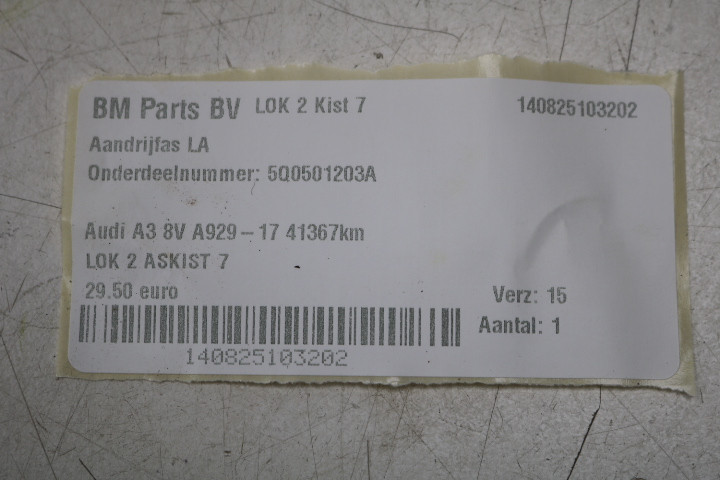 BM Parts BV LOK 2 Kist 7 140825103202
Aandrijfas LA
Onderdeelnummer: 5Q0501203A
Audi A3 8V A929-17 41367km
LOK 2 ASKIST 7
29.50 euro Verz: 15
Aantal: 1
140825103202